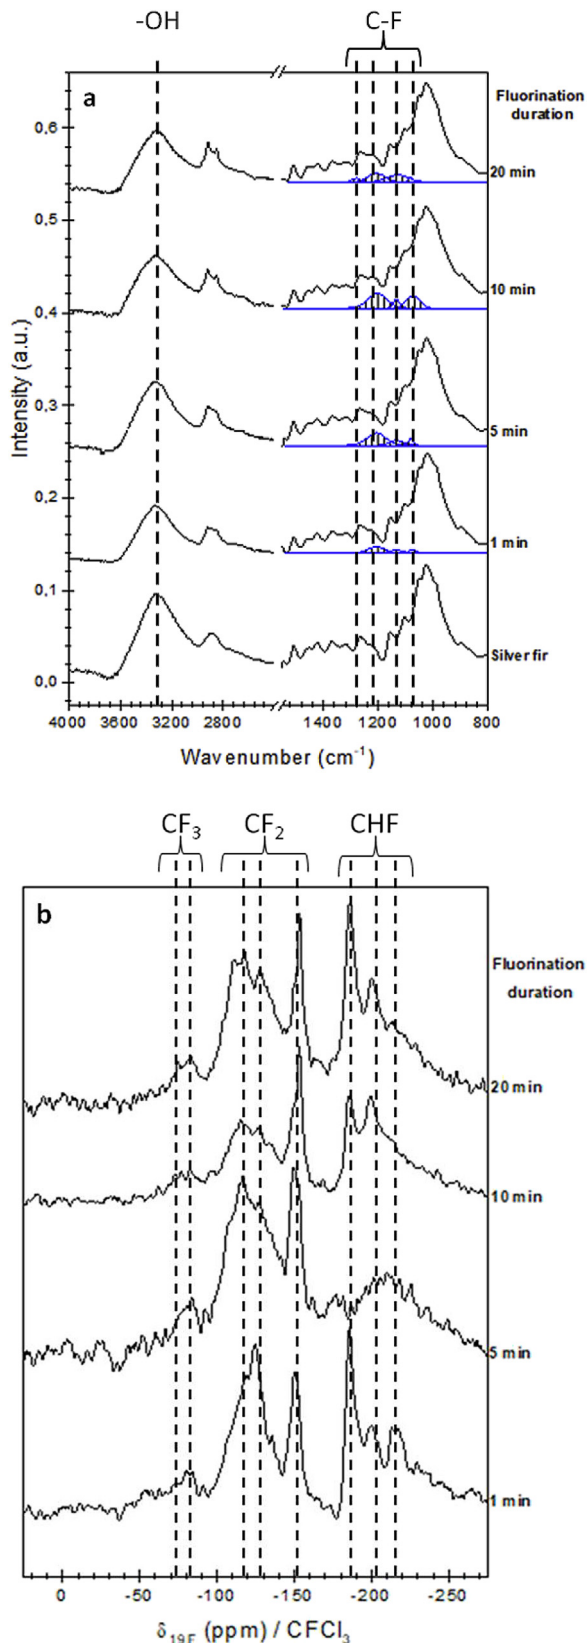 -OH C-F
a
Fluorination
duration
0,6
20 min
0,5
10 min
0,4
Intensity (a.u.)
0,3
5 min
0,2
1 min
0,1
Silver fir
0,0
4000 3600 3200 2800 1400 1200 1000 800
Wavenumber (cm-1)
CF3 CF2 CHF
b
Fluorination
duration
20 min
10 min
5 min
1 min
0 -50 -100 -150 -200 -250
δ19F (ppm) / CFCl3